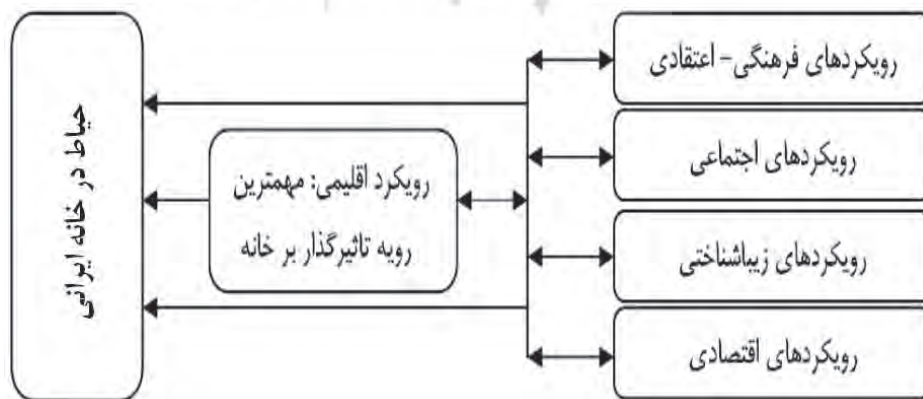 رویکردهای فرهنگی- اعتقادی
رویکردهای اجتماعی
رویکردهای زیباشناختی
رویکردهای اقتصادی
رویکرد اقلیمی: مهمترین
رویه تاثیرگذار بر خانه
حیاط در خانه ایرانی